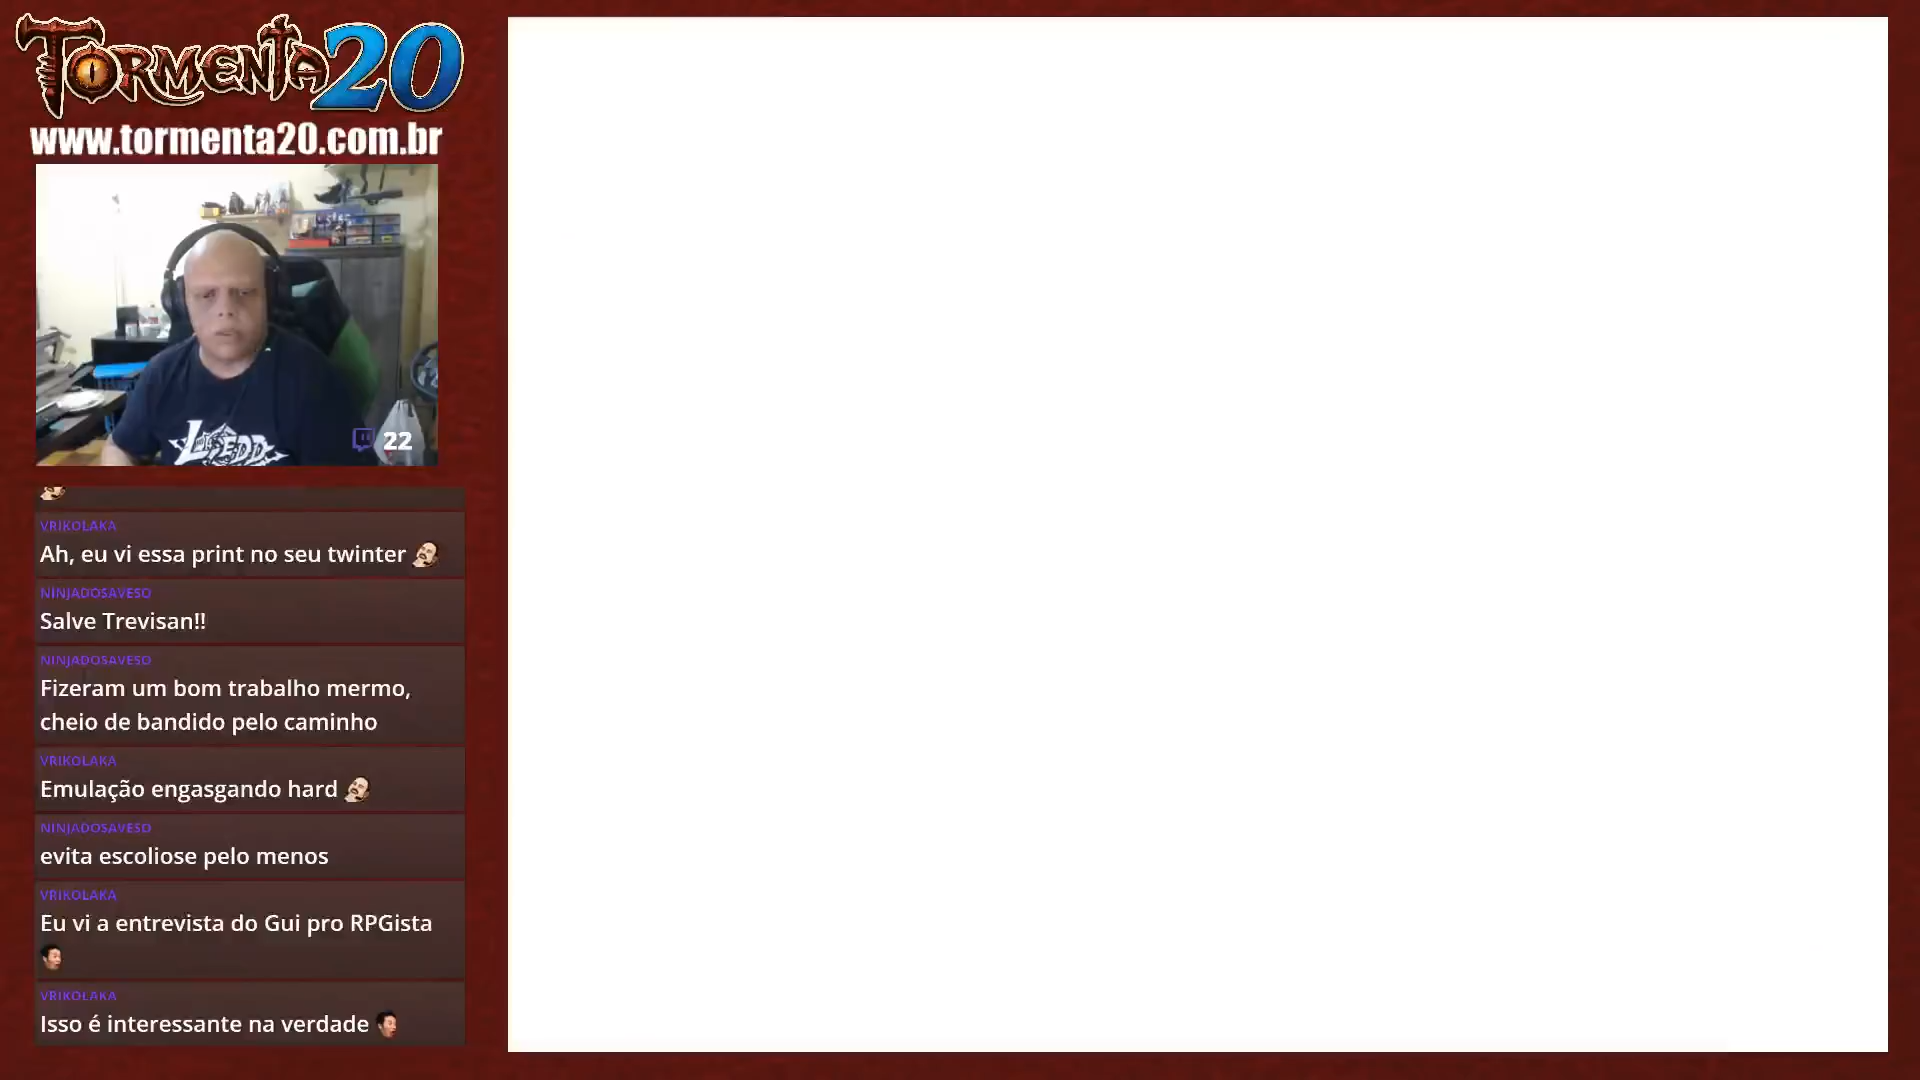 TORMENTA20
www.tormenta20.com.br
22
VRIKOLAKA
Ah, eu vi essa print no seu twinter
NINJADOSAVESO
Salve Trevisan!!
NINJADOSAVESO
Fizeram um bom trabalho mermo,
cheio de bandido pelo caminho
VRIKOLAKA
Emulação engasgando hard
NINJADOSAVESO
evita escoliose pelo menos
VRIKOLAKA
Eu vi a entrevista do Gui pro RPGista
VRIKOLAKA
Isso é interessante na verdade